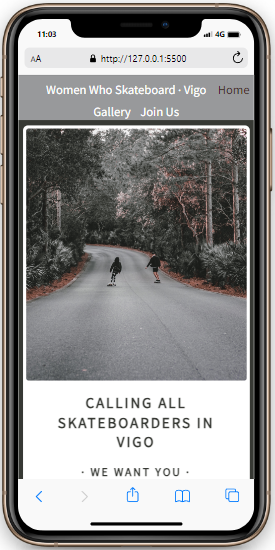 11:03 4G
AA http://127.0.0.1:5500
Women Who Skateboard · Vigo Home
Gallery Join Us
CALLING ALL
SKATEBOARDERS IN
VIGO
· WE WANT YOU ·